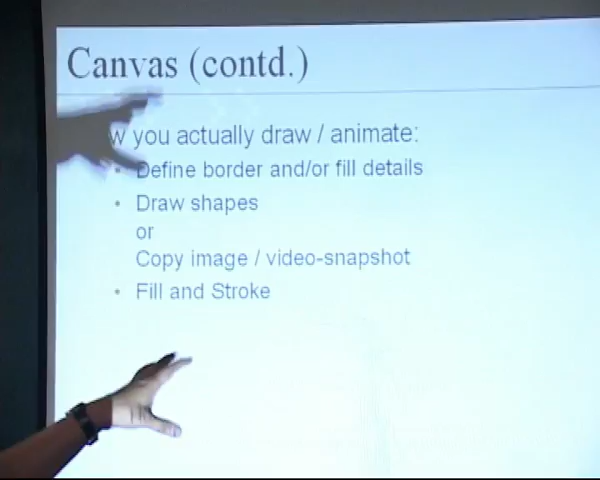 Canvas (contd.)
w you actually draw / animate:
• Define border and/or fill details
• Draw shapes
or
Copy image / video-snapshot
• Fill and Stroke